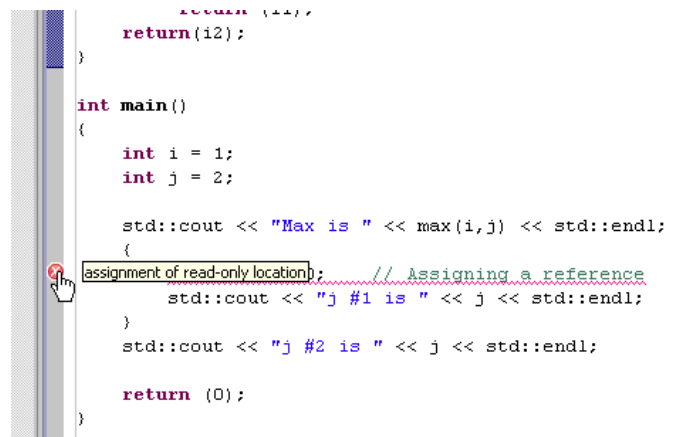 return(i2);
}
int main()
{
int i = 1;
int j = 2;
std::cout << "Max is " << max(i,j) << std::endl;
{
assignment of read-only location ); // Assigning a reference
std::cout << "j #1 is " << j << std::endl;
}
std::cout << "j #2 is " << j << std::endl;
return (0);
}